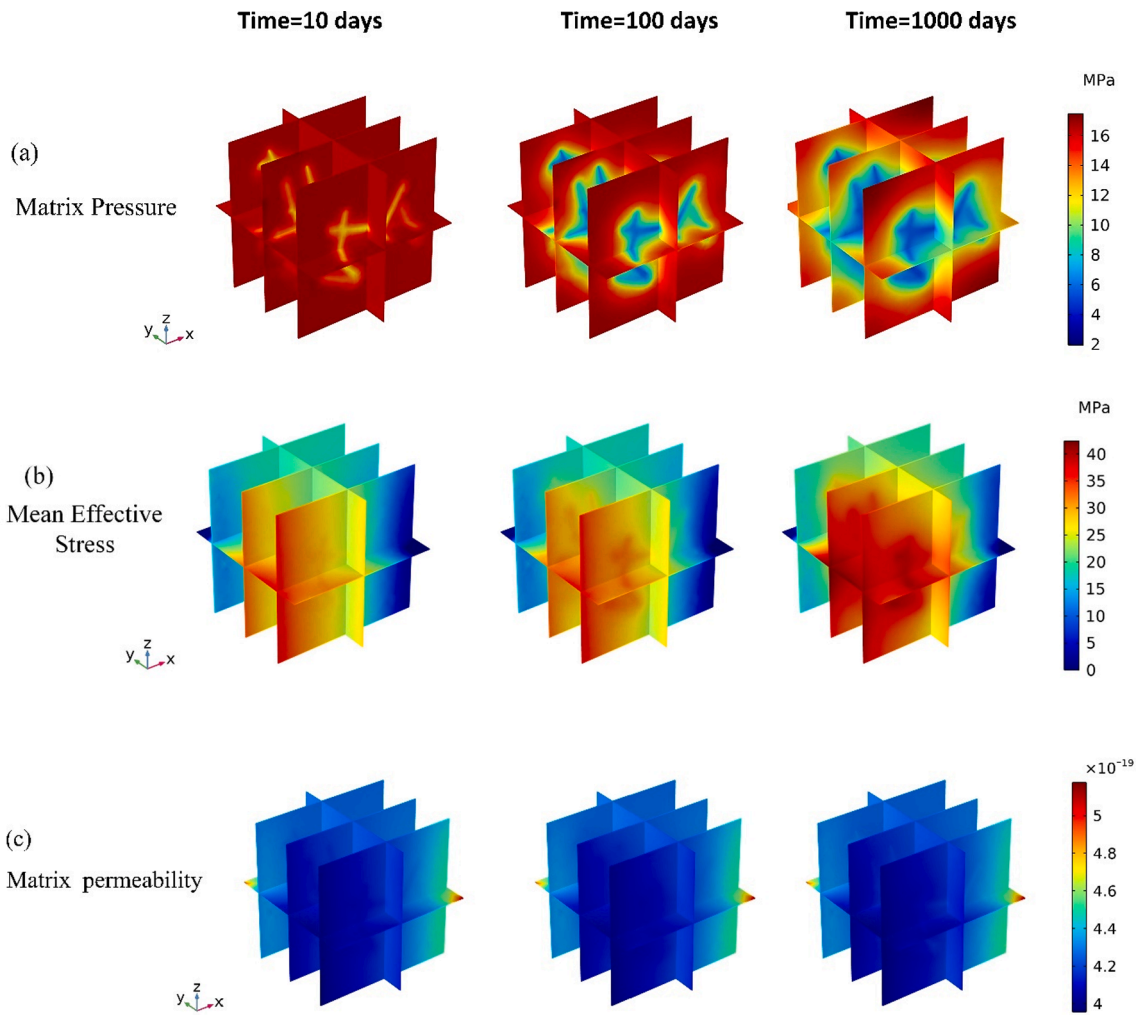 Time=10 days
Time=100 days
Time=1000 days
(a)
Matrix Pressure
MPa
16
14
12
10
8
6
4
2
y
z
x
(b)
Mean Effective
Stress
MPa
40
35
30
25
20
15
10
5
0
y
z
x
(c)
Matrix permeability
×10⁻¹⁹
5
4.8
4.6
4.4
4.2
4
y
z
x